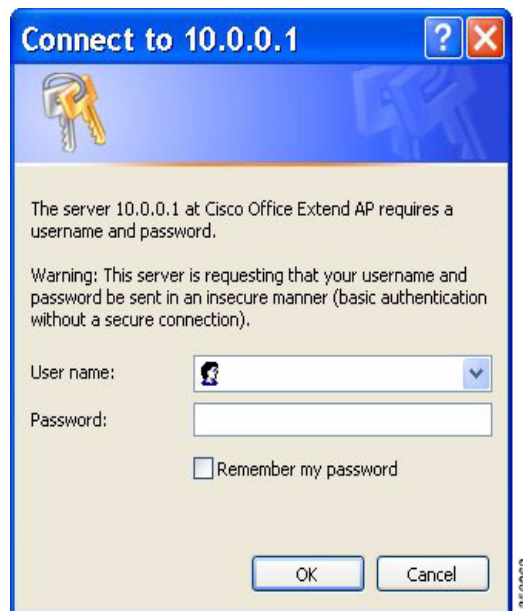 Connect to 10.0.0.1
The server 10.0.0.1 at Cisco Office Extend AP requires a
username and password.
Warning: This server is requesting that your username and
password be sent in an insecure manner (basic authentication
without a secure connection).
User name:
Password:
Remember my password
OK
Cancel